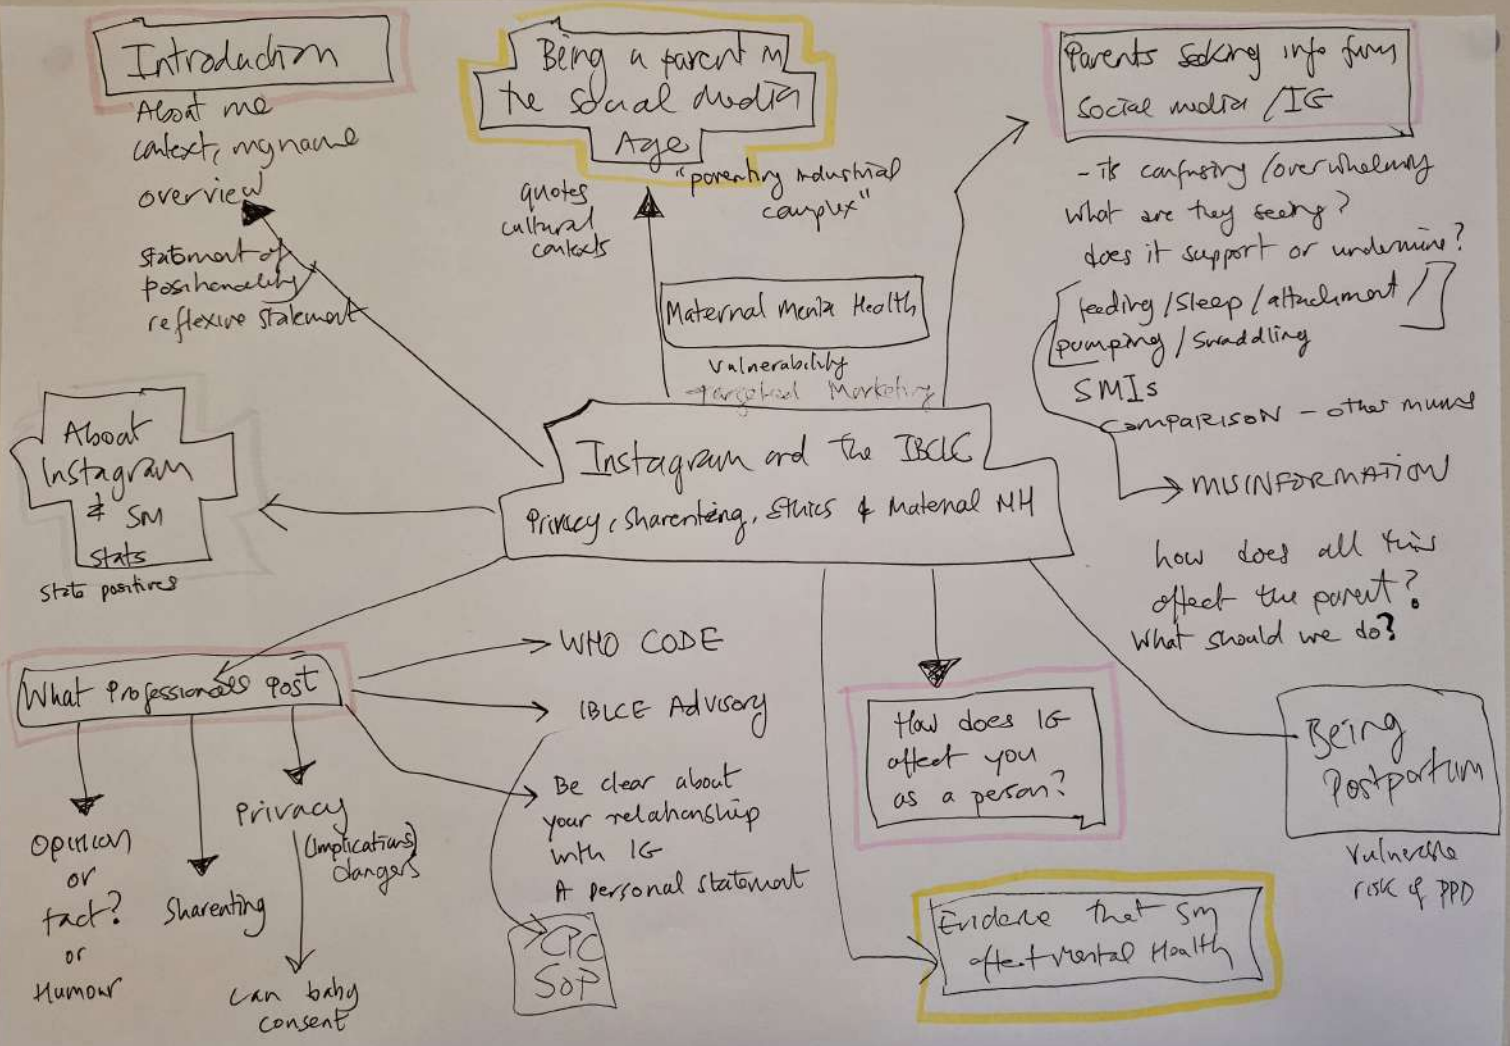 Introduction
About me
context, my name
overview
statement of
positionality
reflexive statement
Being a parent in
the social media
Age
"parenting industrial
complex"
quotes
cultural
contexts
Maternal mental Health
Vulnerability
Targeted Marketing
Parents seeking info from
social media / IG
- its confusing / overwhelming
what are they seeing?
does it support or undermine?
feeding / sleep / attachment /
pumping / swaddling
SMIs
COMPARISON - other mums
MISINFORMATION
how does all this
affect the parent?
What should we do?
About
Instagram
& SM
stats
state positives
Instagram and the IBCLC
Privacy, Sharenting, Ethics & Maternal MH
What Professionals Post
WHO CODE
IBLCE Advisory
Be clear about
your relationship
with IG
A personal statement
CPC
SOP
Opinion
or
fact?
or
Humour
Sharenting
Privacy
(implications)
dangers
Can baby
consent
How does IG
affect you
as a person?
Evidence that SM
affect Mental Health
Being
Postpartum
Vulnerable
risk of PPD